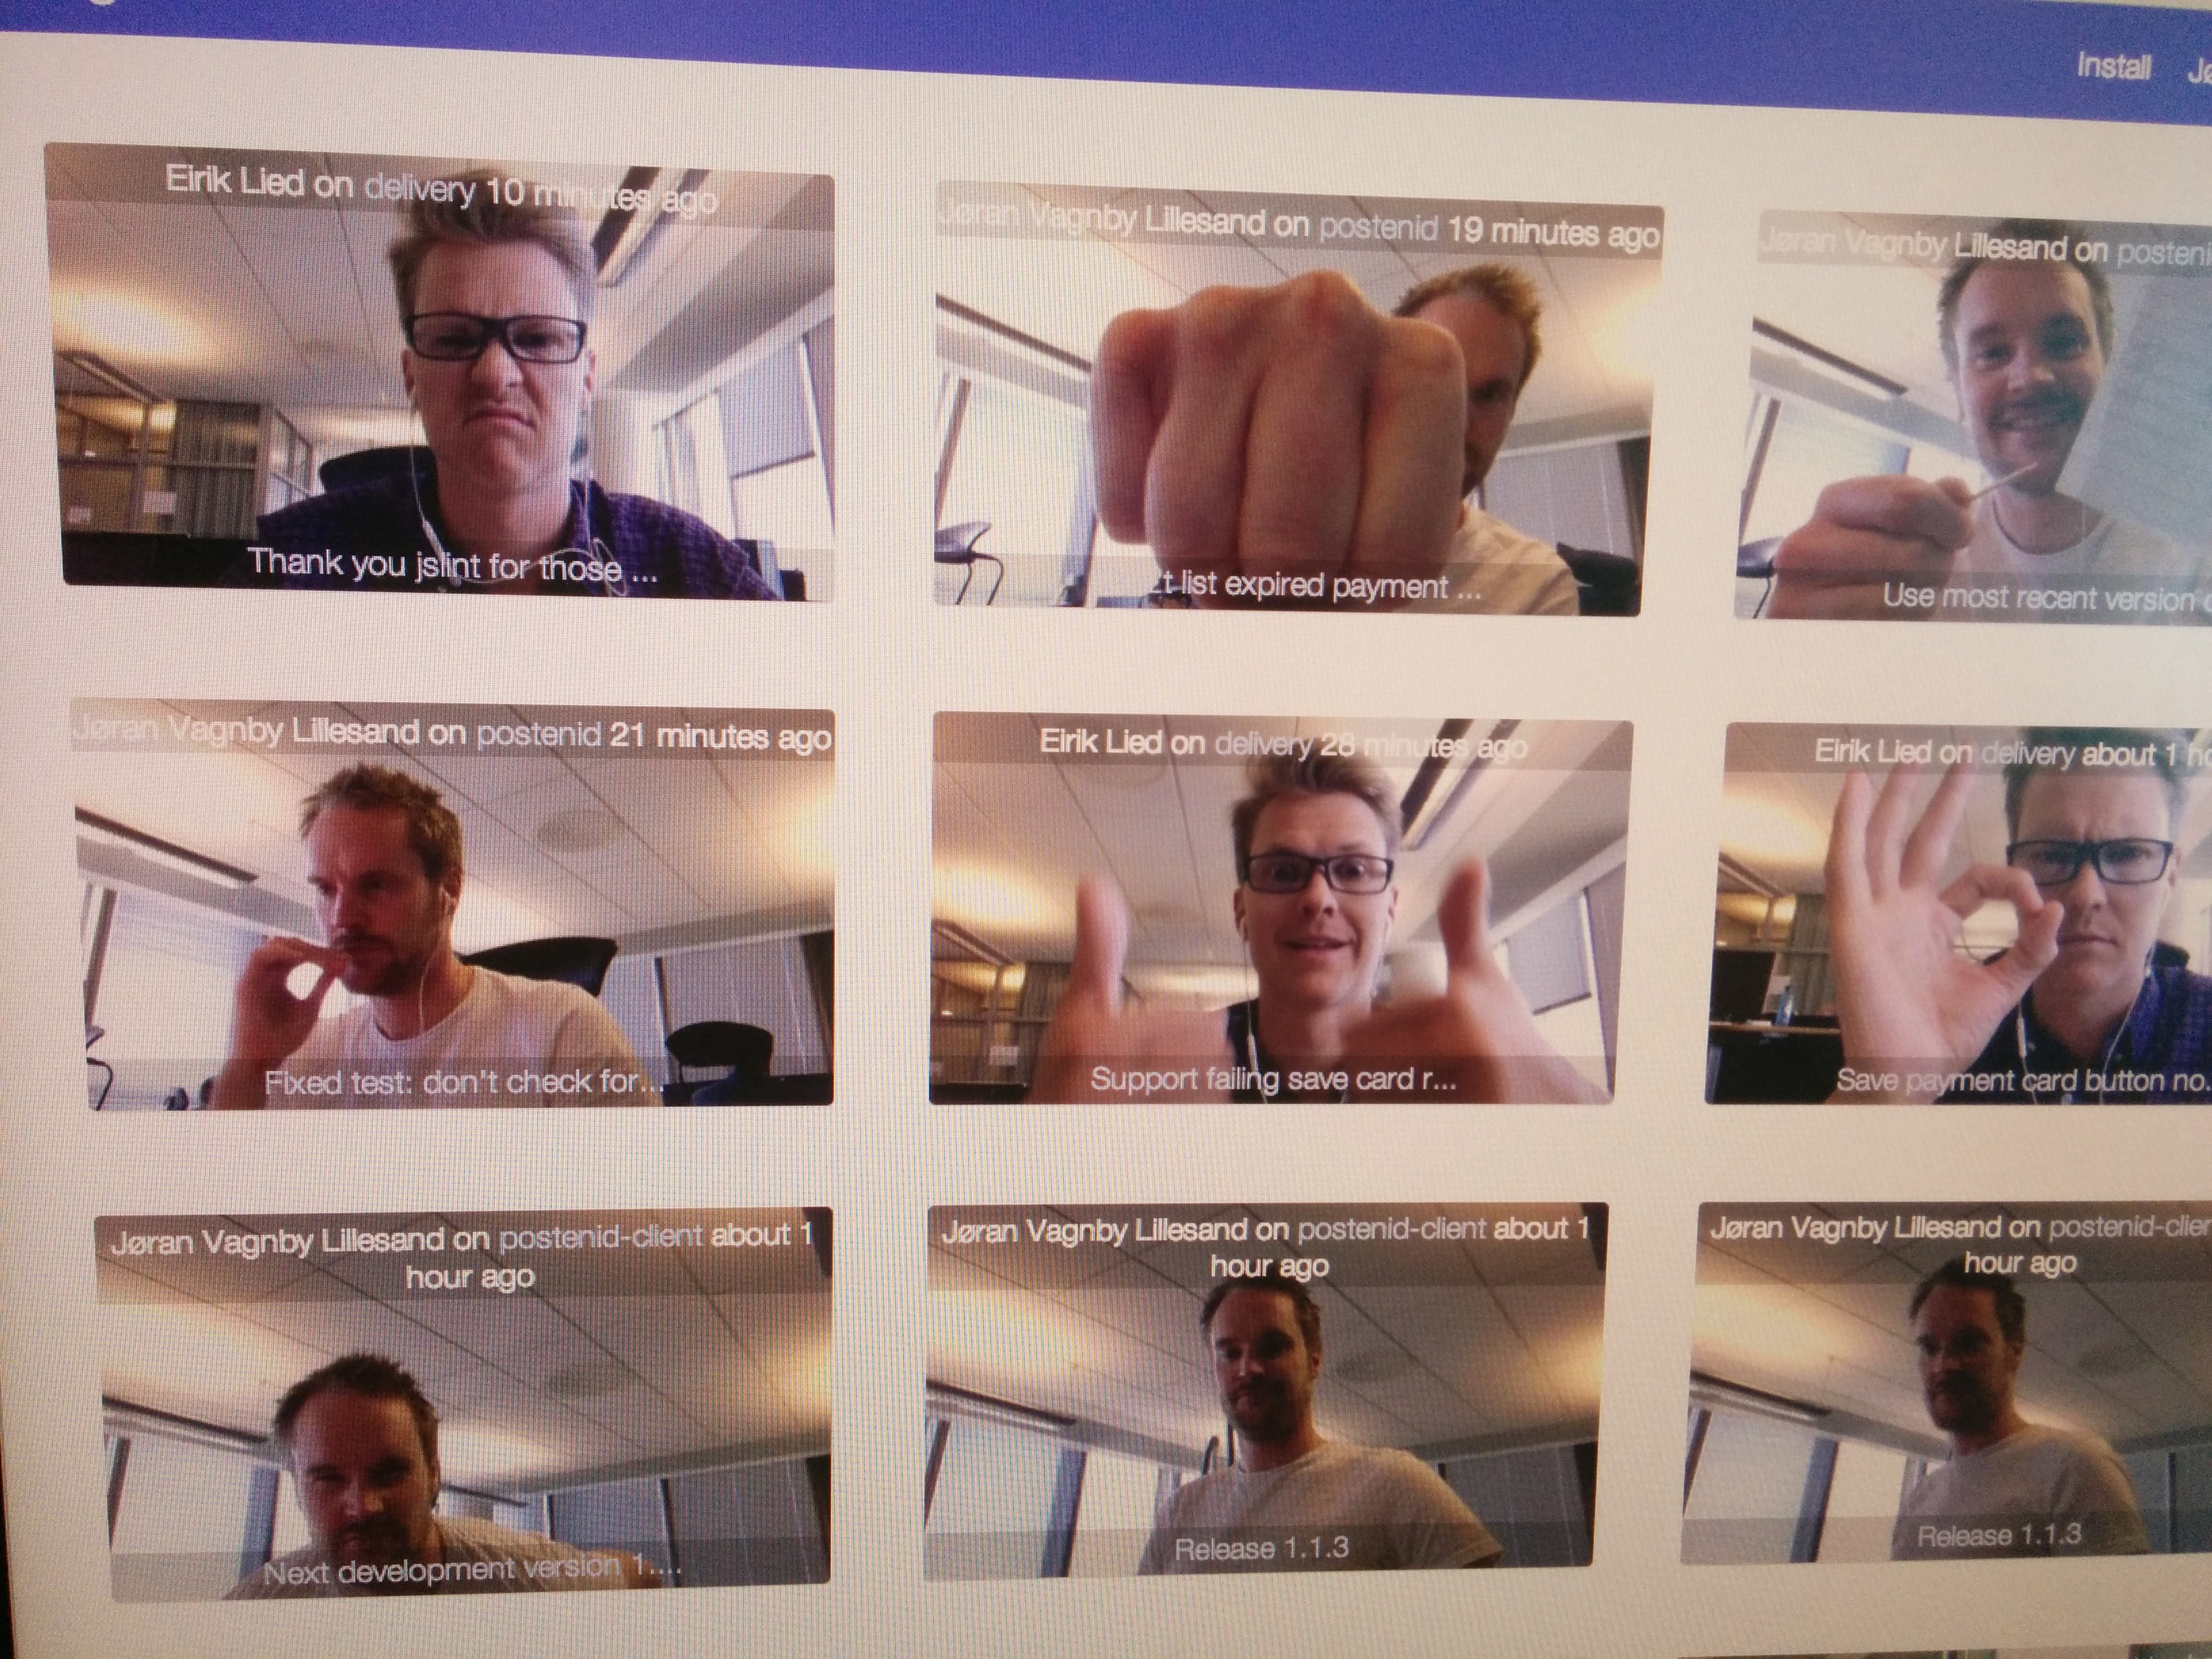 Install
Eirik Lied on delivery 10 minutes ago
Thank you jslint for those ...
Jøran Vagnby Lillesand on postenid 19 minutes ago
list expired payment ...
Jøran Vagnby Lillesand on
Use most recent version
Jøran Vagnby Lillesand on postenid 21 minutes ago
Fixed test: don't check for...
Eirik Lied on delivery 28 minutes ago
Support failing save card r...
Eirik Lied on delivery about 1
Save payment card button no.
Jøran Vagnby Lillesand on postenid-client about 1
hour ago
Next development version 1....
Jøran Vagnby Lillesand on postenid-client about 1
hour ago
Release 1.1.3
Jøran Vagnby Lillesand on
hour ago
Release 1.1.3